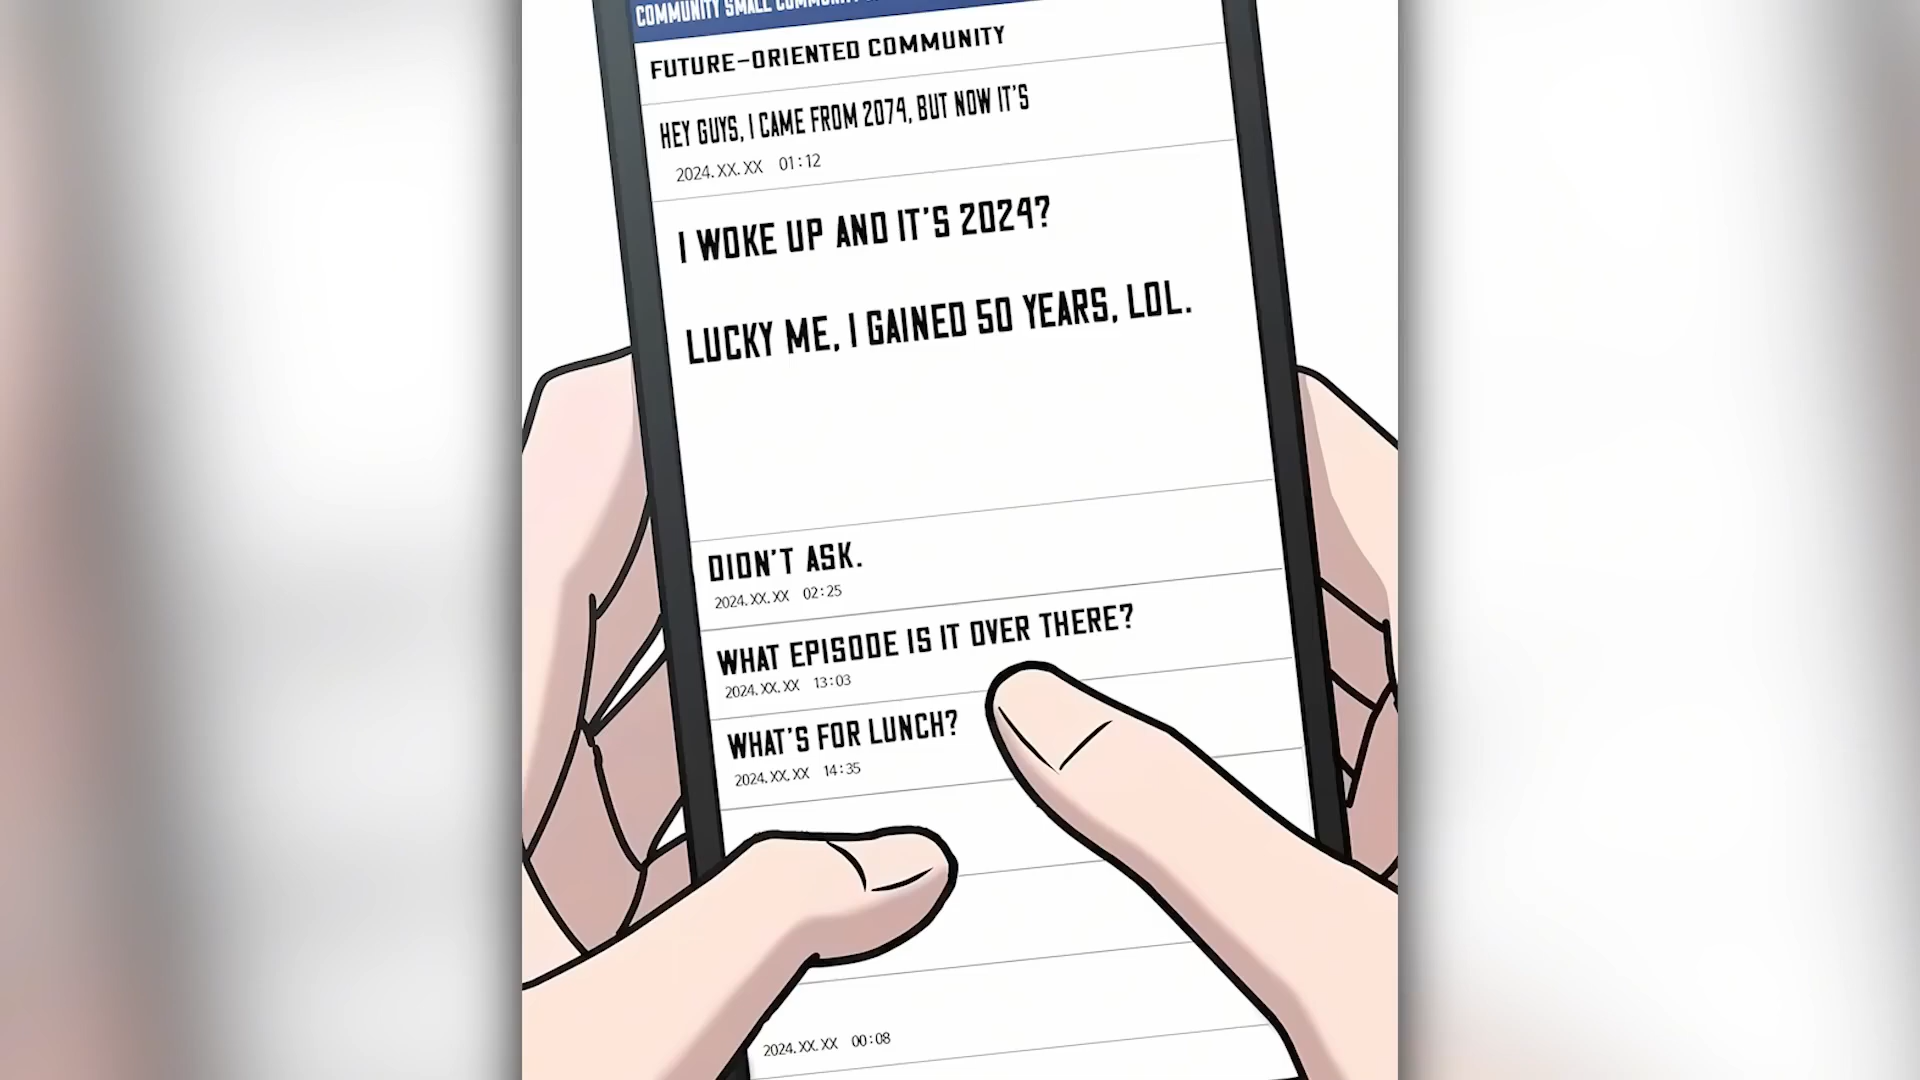 COMMUNITY SMALL COMMUNITY
FUTURE-ORIENTED COMMUNITY
HEY GUYS, I CAME FROM 2074, BUT NOW IT'S
2024.XX.XX 01:12
I WOKE UP AND IT'S 2024?
LUCKY ME, I GAINED 50 YEARS, LOL.
DIDN'T ASK.
2024.XX.XX 02:25
WHAT EPISODE IS IT OVER THERE?
2024.XX.XX 13:03
WHAT'S FOR LUNCH?
2024.XX.XX 14:35
2024.XX.XX 00:08